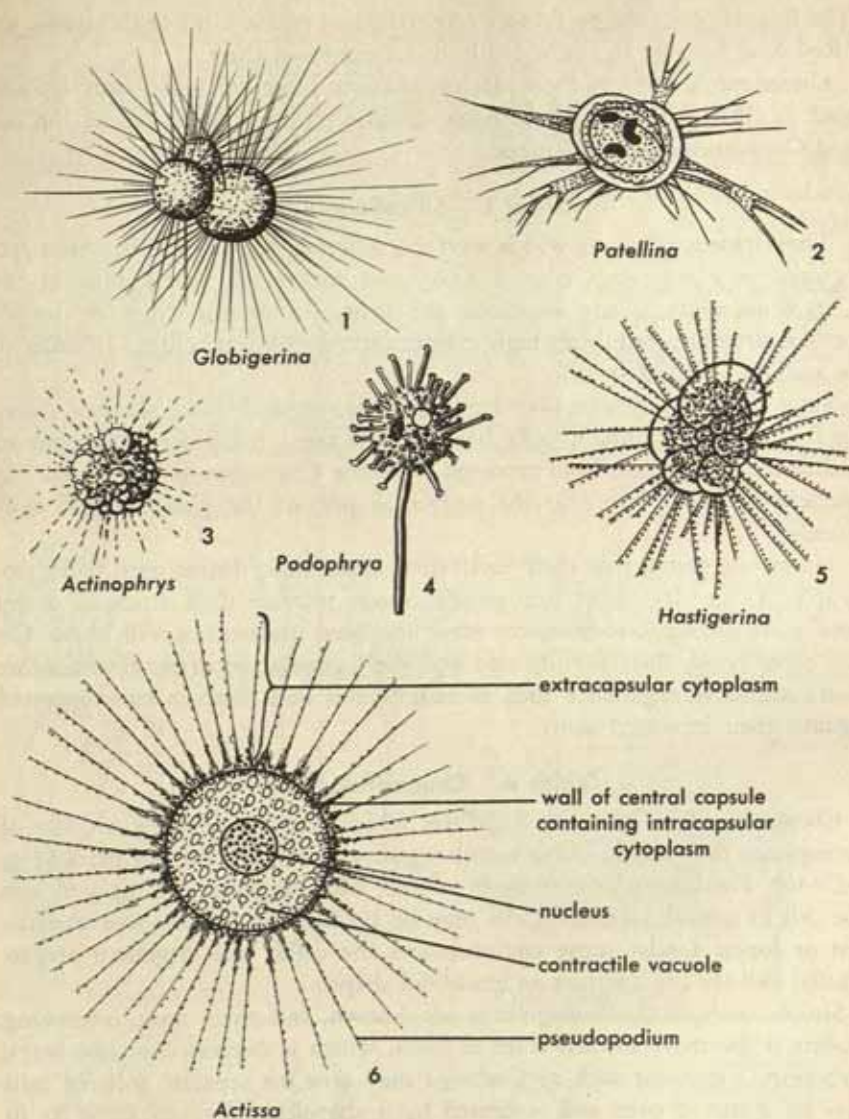 1
Globigerina
Patellina
2
3
Actinophrys
Podophrya
4
5
Hastigerina
extracapsular cytoplasm
wall of central capsule
containing intracapsular
cytoplasm
nucleus
contractile vacuole
pseudopodium
6
Actissa